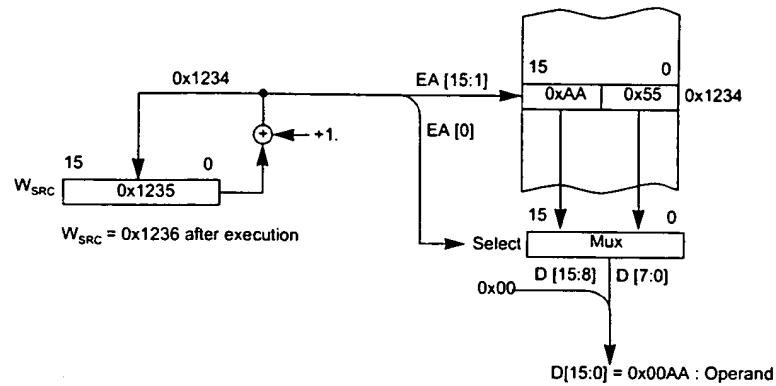 15 0
0x1234 EA [15:1] 0xAA 0x55 0x1234
EA [0]
+ +1.
15 0
W_SRC 0x1235
W_SRC = 0x1236 after execution
15 0
Select Mux
D [15:8] D [7:0]
0x00
D[15:0] = 0x00AA : Operand